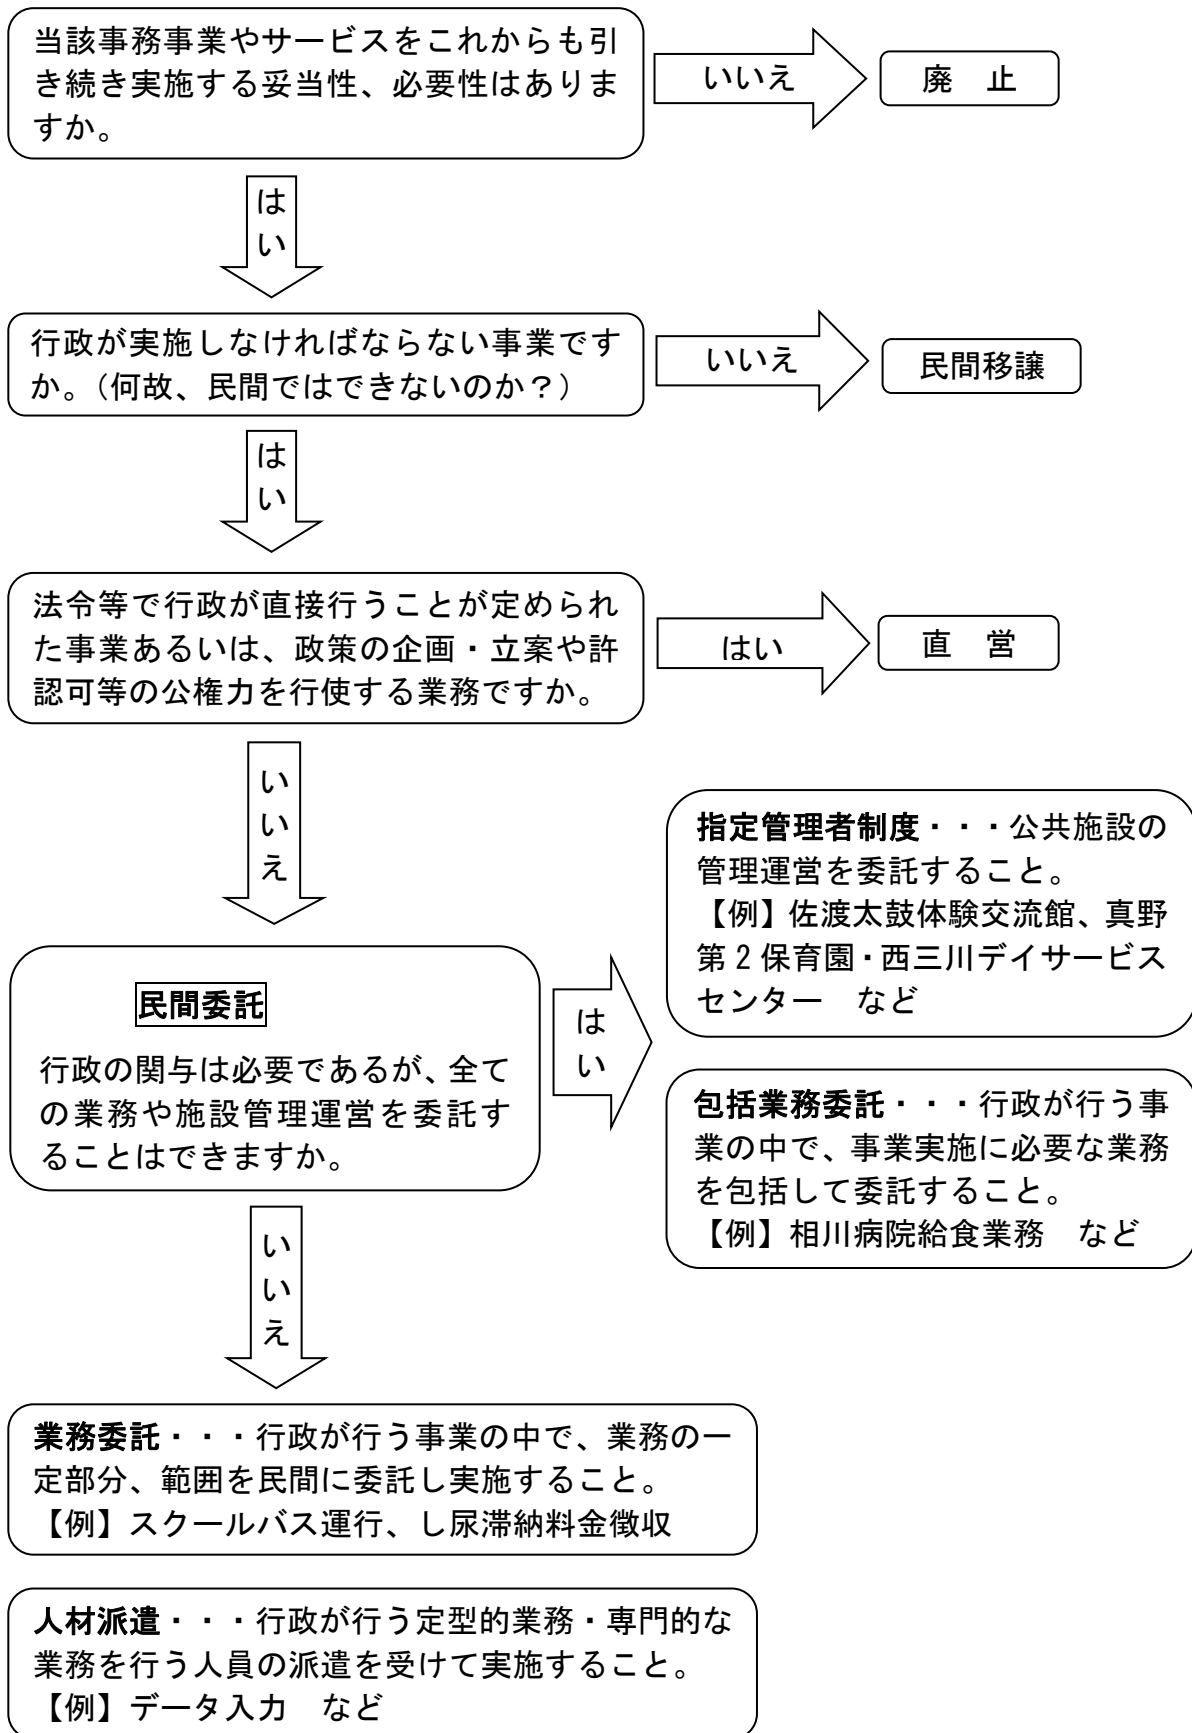 当該事務事業やサービスをこれからも引
き続き実施する妥当性、必要性はありま
すか。
いいえ
廃　止
は
い
行政が実施しなければならない事業です
か。（何故、民間ではできないのか？）
いいえ
民間移譲
は
い
法令等で行政が直接行うことが定められ
た事業あるいは、政策の企画・立案や許
認可等の公権力を行使する業務ですか。
はい
直　営
い
い
え
民間委託
行政の関与は必要であるが、全て
の業務や施設管理運営を委託す
ることはできますか。
は
い
指定管理者制度・・・公共施設の
管理運営を委託すること。
【例】佐渡太鼓体験交流館、真野
第2保育園・西三川デイサービス
センター　など
包括業務委託・・・行政が行う事
業の中で、事業実施に必要な業務
を包括して委託すること。
【例】相川病院給食業務　など
い
い
え
業務委託・・・行政が行う事業の中で、業務の一
定部分、範囲を民間に委託し実施すること。
【例】スクールバス運行、し尿滞納料金徴収
人材派遣・・・行政が行う定型的業務・専門的な
業務を行う人員の派遣を受けて実施すること。
【例】データ入力　など